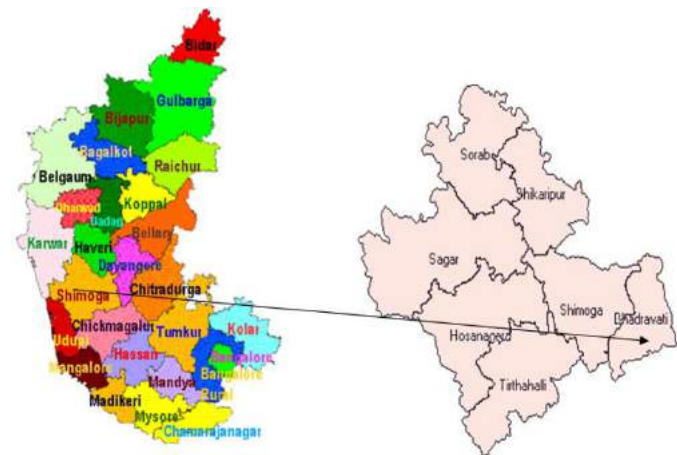 Bidar
Gulbarga
Bijapur
Bagalkot
Raichur
Belgaum
Koppal
Dharwad
Gadag
Karwar
Bellary
Haveri
Davangere
Chitradurga
Shimoga
Chickmagalur
Tumkur
Kolar
Udupi
Hassan
Bangalore
Mangalore
Bangalore
Rural
Mandya
Madikeri
Mysore
Chamarajanagar
Sorab
Shikaripur
Sagar
Shimoga
Bhadravati
Hosanagara
Tirthahalli